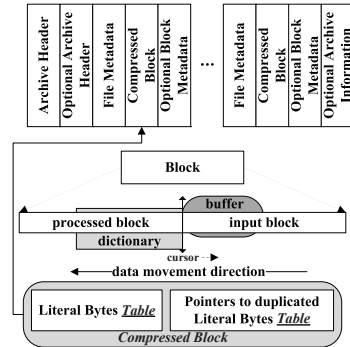 Archive Header
Optional Archive
Header
File Metadata
Compressed
Block
Optional Block
Metadata
...
File Metadata
Compressed
Block
Optional Block
Metadata
Optional Archive
Information
Block
buffer
processed block
input block
dictionary
cursor
data movement direction
Literal Bytes Table
Pointers to duplicated
Literal Bytes Table
Compressed Block